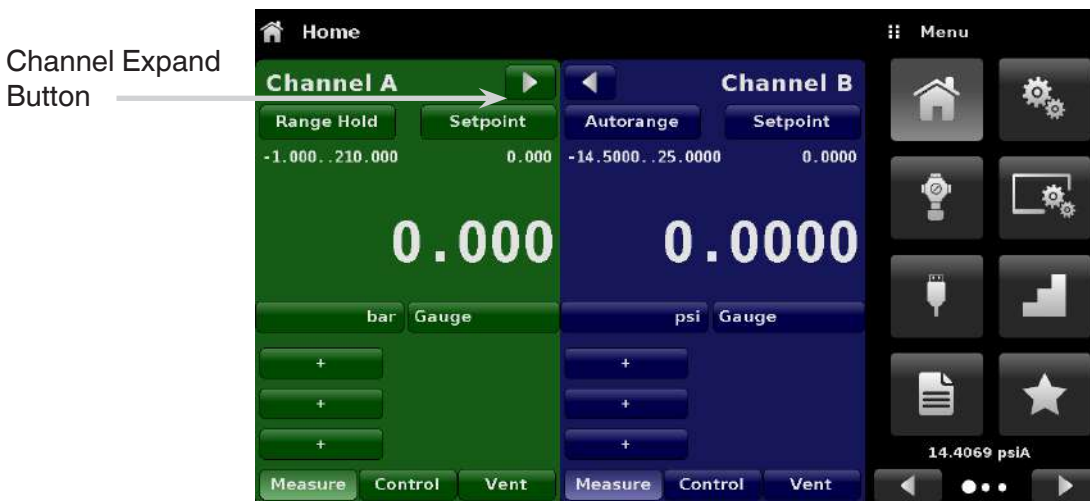 Channel Expand
Button
Home
Menu
Channel A
Channel B
Range Hold
Setpoint
Autorange
Setpoint
-1.000..210.000
0.000
-14.5000..25.0000
0.0000
0.000
0.0000
bar
Gauge
psi
Gauge
+
+
+
+
+
+
14.4069 psiA
Measure
Control
Vent
Measure
Control
Vent